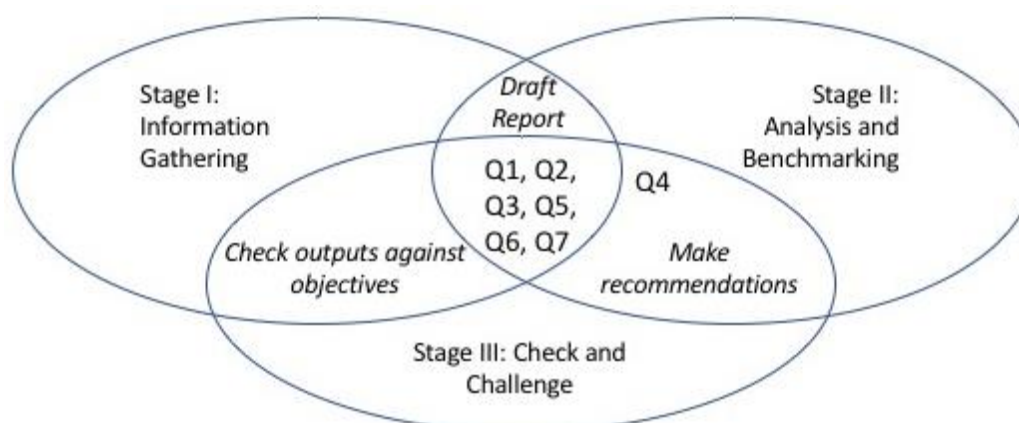 Stage I:
Information
Gathering
Draft
Report
Stage II:
Analysis and
Benchmarking
Q1, Q2,
Q3, Q5,
Q6, Q7
Q4
Check outputs against
objectives
Make
recommendations
Stage III: Check and
Challenge